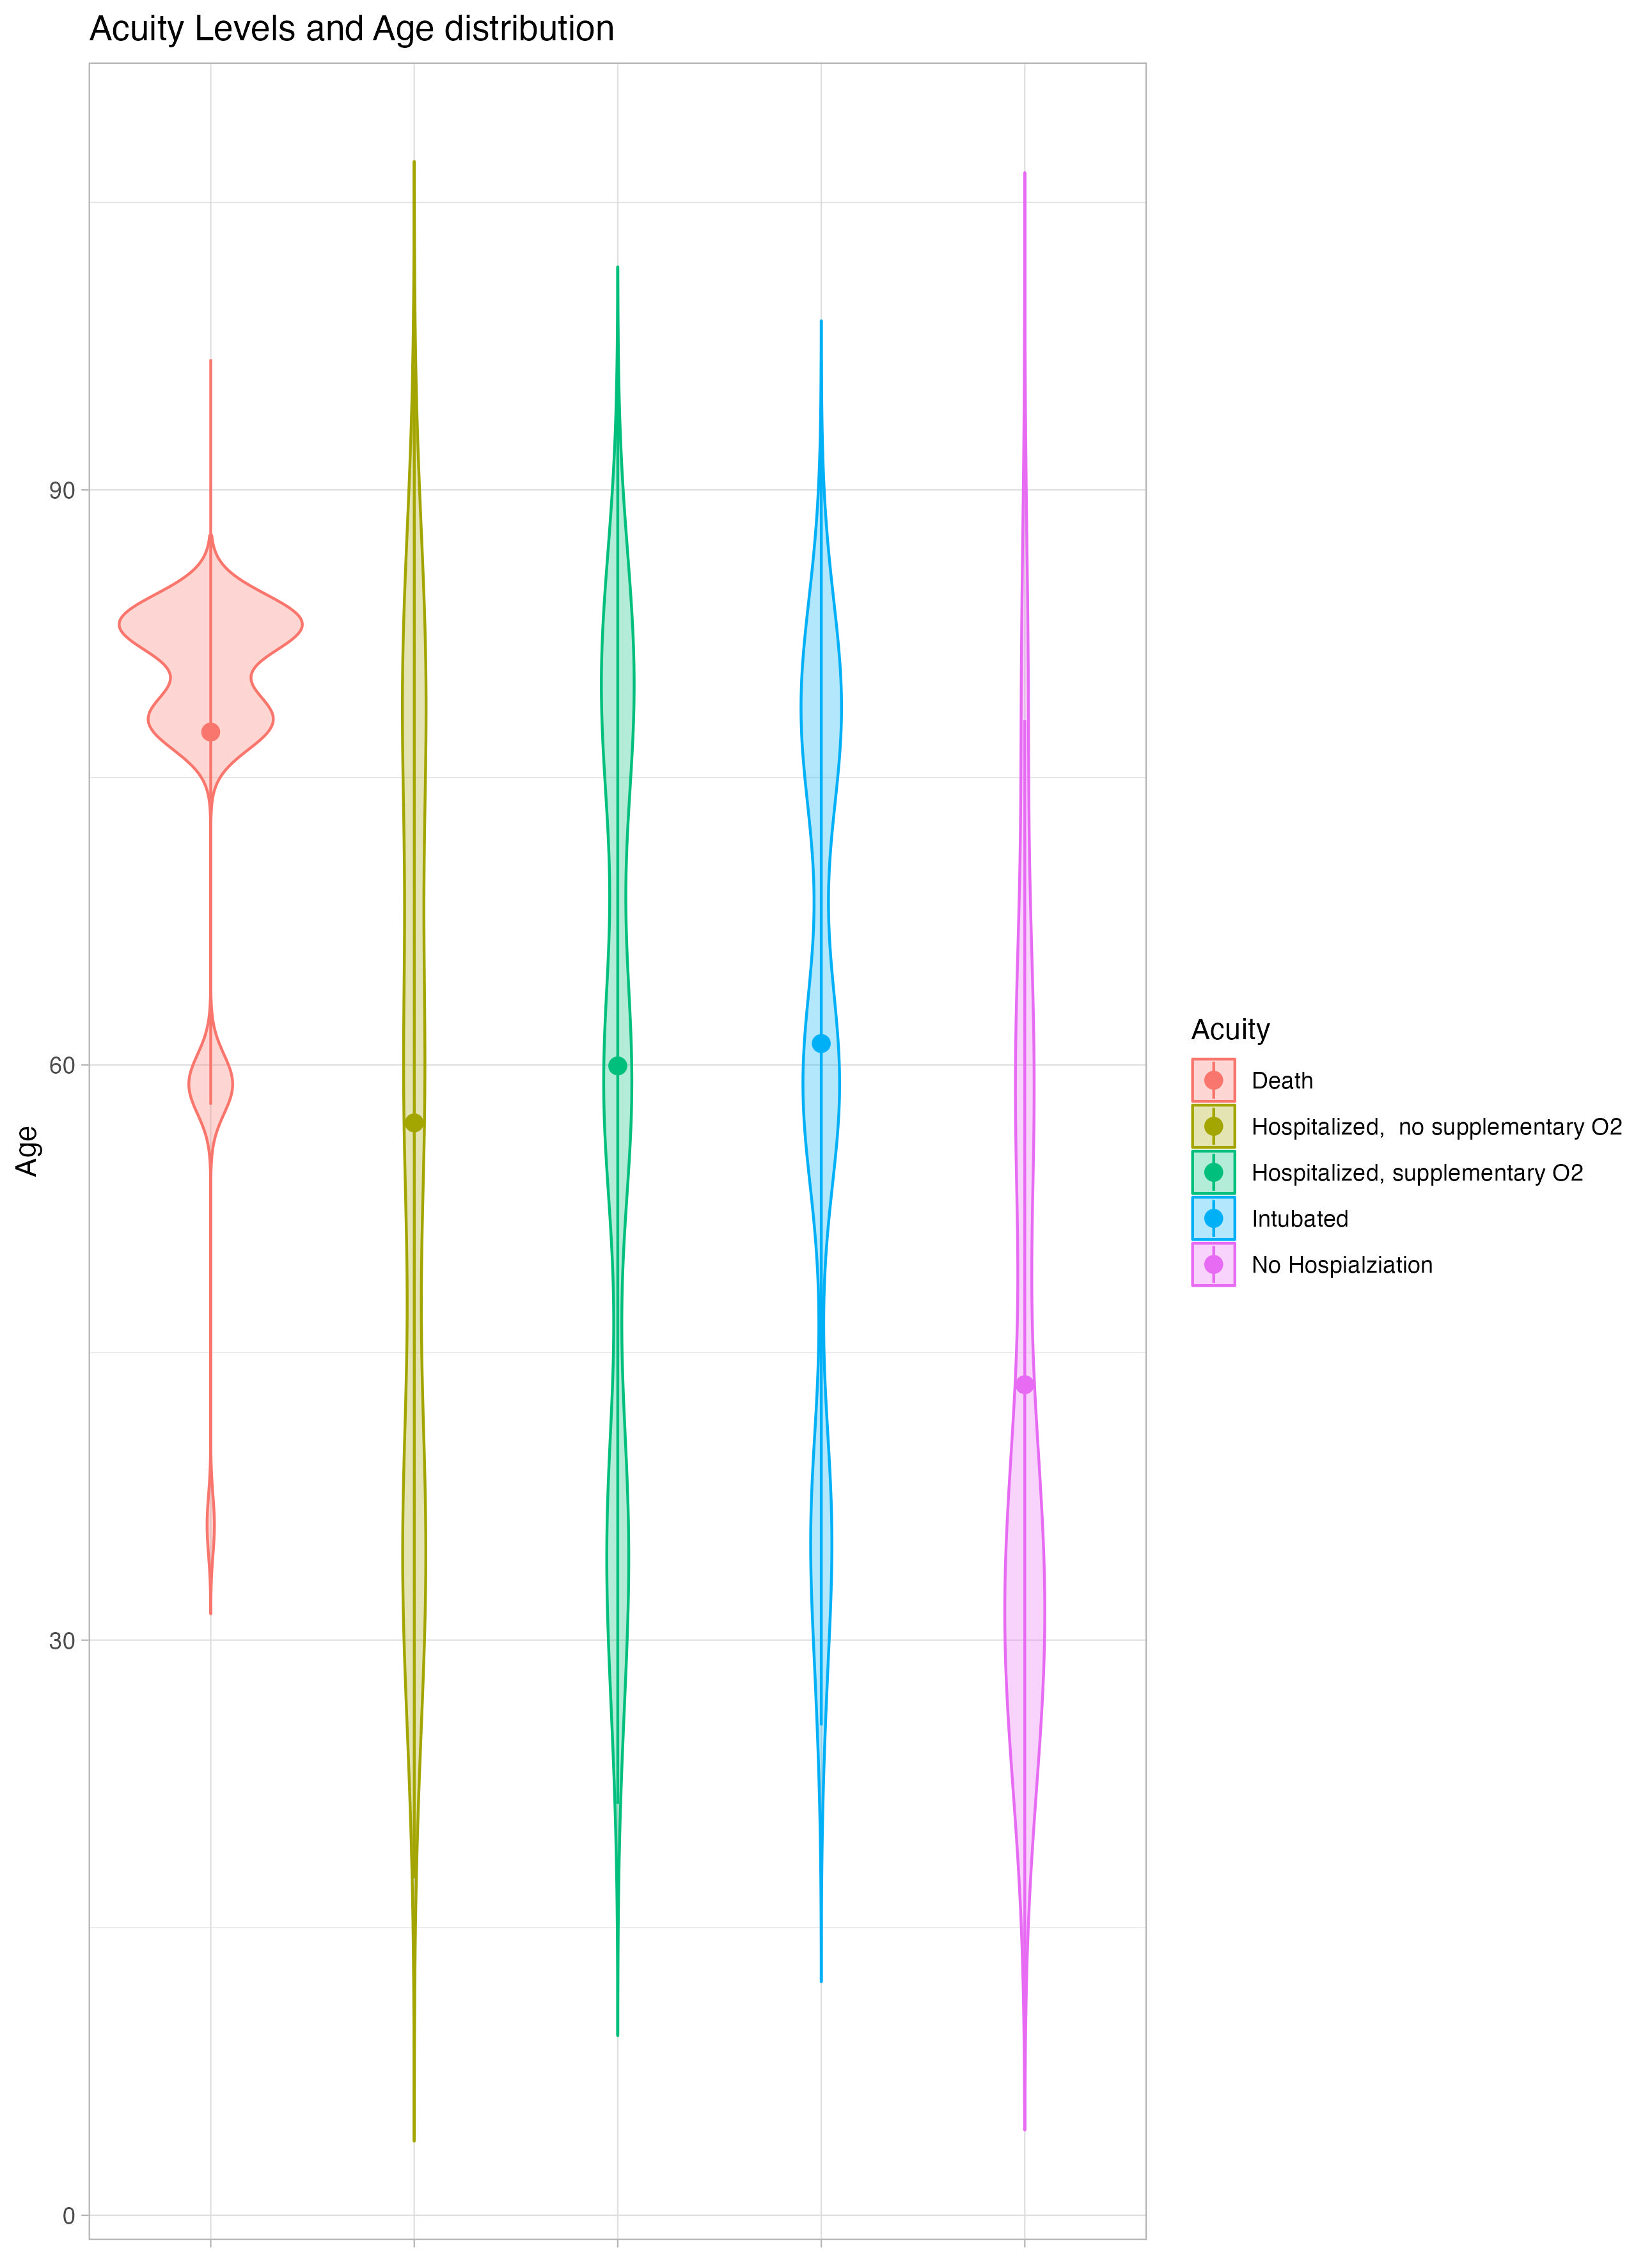 Acuity Levels and Age distribution
90
60
30
0
Age
Acuity
Death
Hospitalized,  no supplementary O2
Hospitalized, supplementary O2
Intubated
No Hospialziation